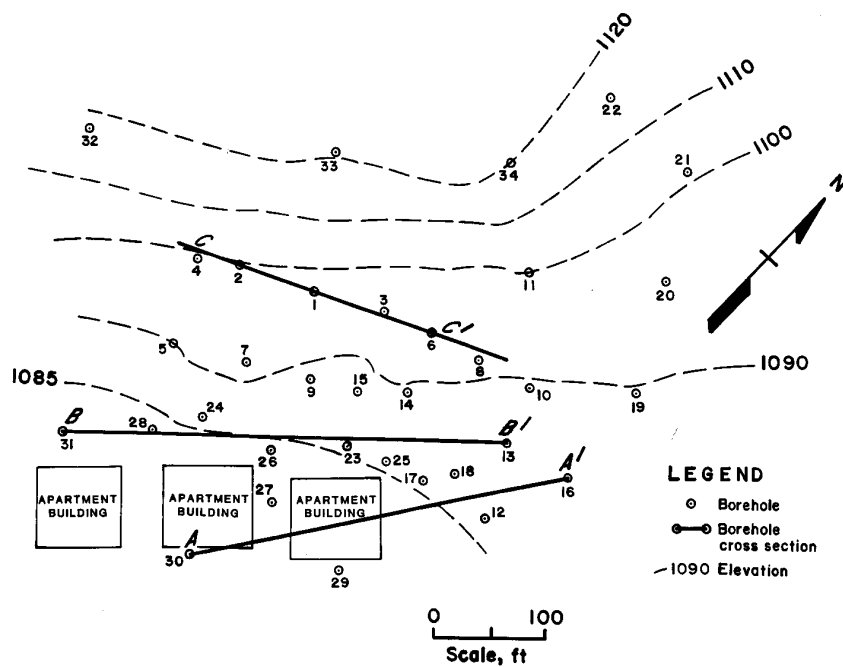 1120
1110
22
32
33
34
21
1100
N
C
4
2
11
1
3
20
C'
6
5
7
8
1090
1085
9
15
14
10
19
24
B
28
B'
31
26
23
13
25
A'
17
18
16
LEGEND
APARTMENT
BUILDING
APARTMENT
BUILDING
APARTMENT
BUILDING
27
12
Borehole
Borehole
cross section
A
30
29
1090 Elevation
0 100
Scale, ft